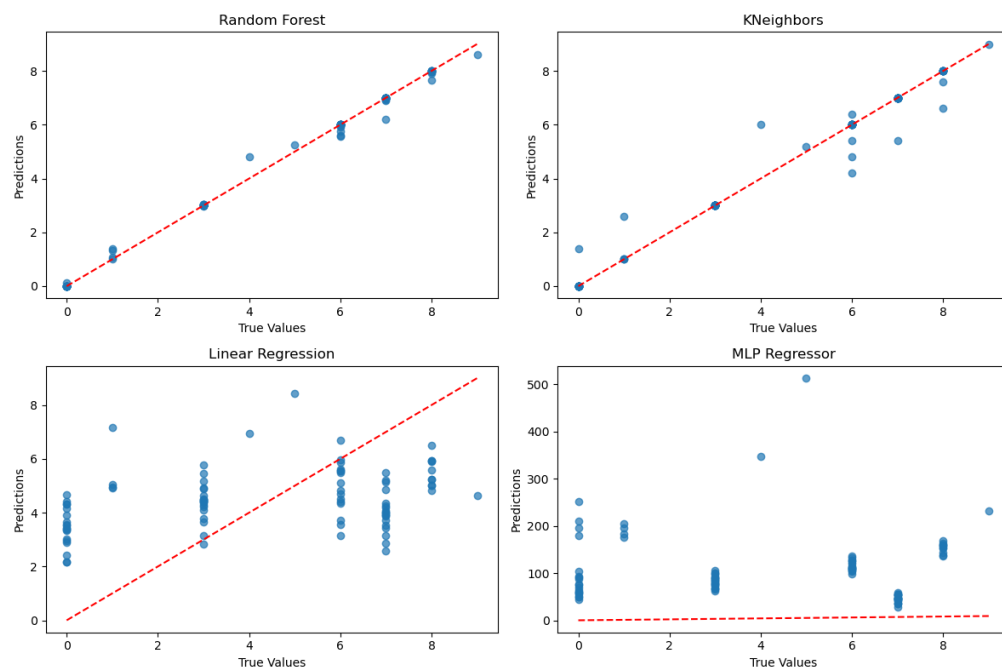 Random Forest
8
6
4
2
0
Predictions
0 2 4 6 8
True Values
KNeighbors
8
6
4
2
0
Predictions
0 2 4 6 8
True Values
Linear Regression
8
6
4
2
0
Predictions
0 2 4 6 8
True Values
MLP Regressor
500
400
300
200
100
0
Predictions
0 2 4 6 8
True Values